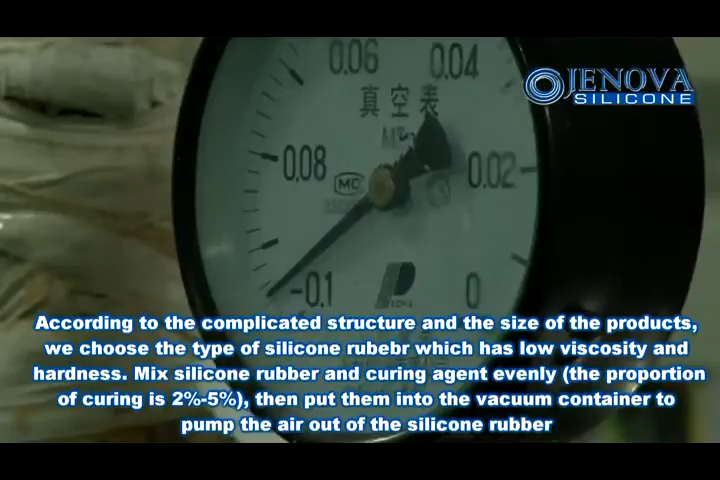 JENOVA
SILICONE
0.06
0.04
真空表
0.08
MC
0.02
-0.1
0
According to the complicated structure and the size of the products,
we choose the type of silicone rubebr which has low viscosity and
hardness. Mix silicone rubber and curing agent evenly (the proportion
of curing is 2%-5%), then put them into the vacuum container to
pump the air out of the silicone rubber